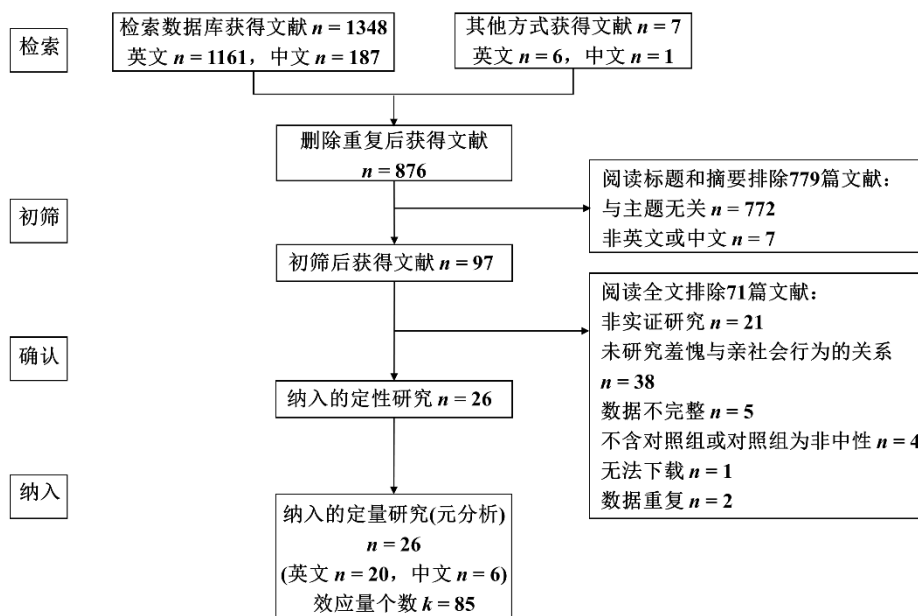 检索
检索数据库获得文献 n = 1348
英文 n = 1161，中文 n = 187
其他方式获得文献 n = 7
英文 n = 6，中文 n = 1
删除重复后获得文献
n = 876
初筛
阅读标题和摘要排除779篇文献：
与主题无关 n = 772
非英文或中文 n = 7
初筛后获得文献 n = 97
确认
阅读全文排除71篇文献：
非实证研究 n = 21
未研究羞愧与亲社会行为的关系
n = 38
数据不完整 n = 5
不含对照组或对照组为非中性 n = 4
无法下载 n = 1
数据重复 n = 2
纳入的定性研究 n = 26
纳入
纳入的定量研究(元分析)
n = 26
(英文 n = 20，中文 n = 6)
效应量个数 k = 85